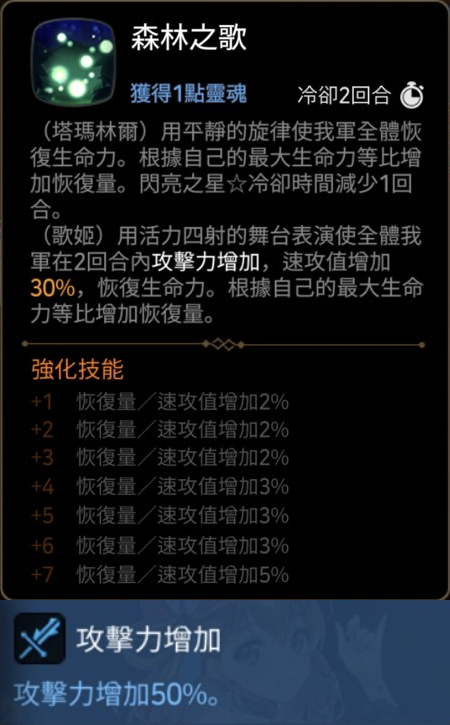 森林之歌
獲得1點靈魂
冷卻2回合
（塔瑪林爾）用平靜的旋律使我軍全體恢
復生命力。根據自己的最大生命力等比增
加恢復量。閃亮之星☆冷卻時間減少1回
合。
（歌姬）用活力四射的舞台表演使全體我
軍在2回合內攻擊力增加，速攻值增加
30%，恢復生命力。根據自己的最大生命
力等比增加恢復量。
強化技能
+1 恢復量／速攻值增加2%
+2 恢復量／速攻值增加2%
+3 恢復量／速攻值增加2%
+4 恢復量／速攻值增加3%
+5 恢復量／速攻值增加3%
+6 恢復量／速攻值增加3%
+7 恢復量／速攻值增加5%
攻擊力增加
攻擊力增加50%。